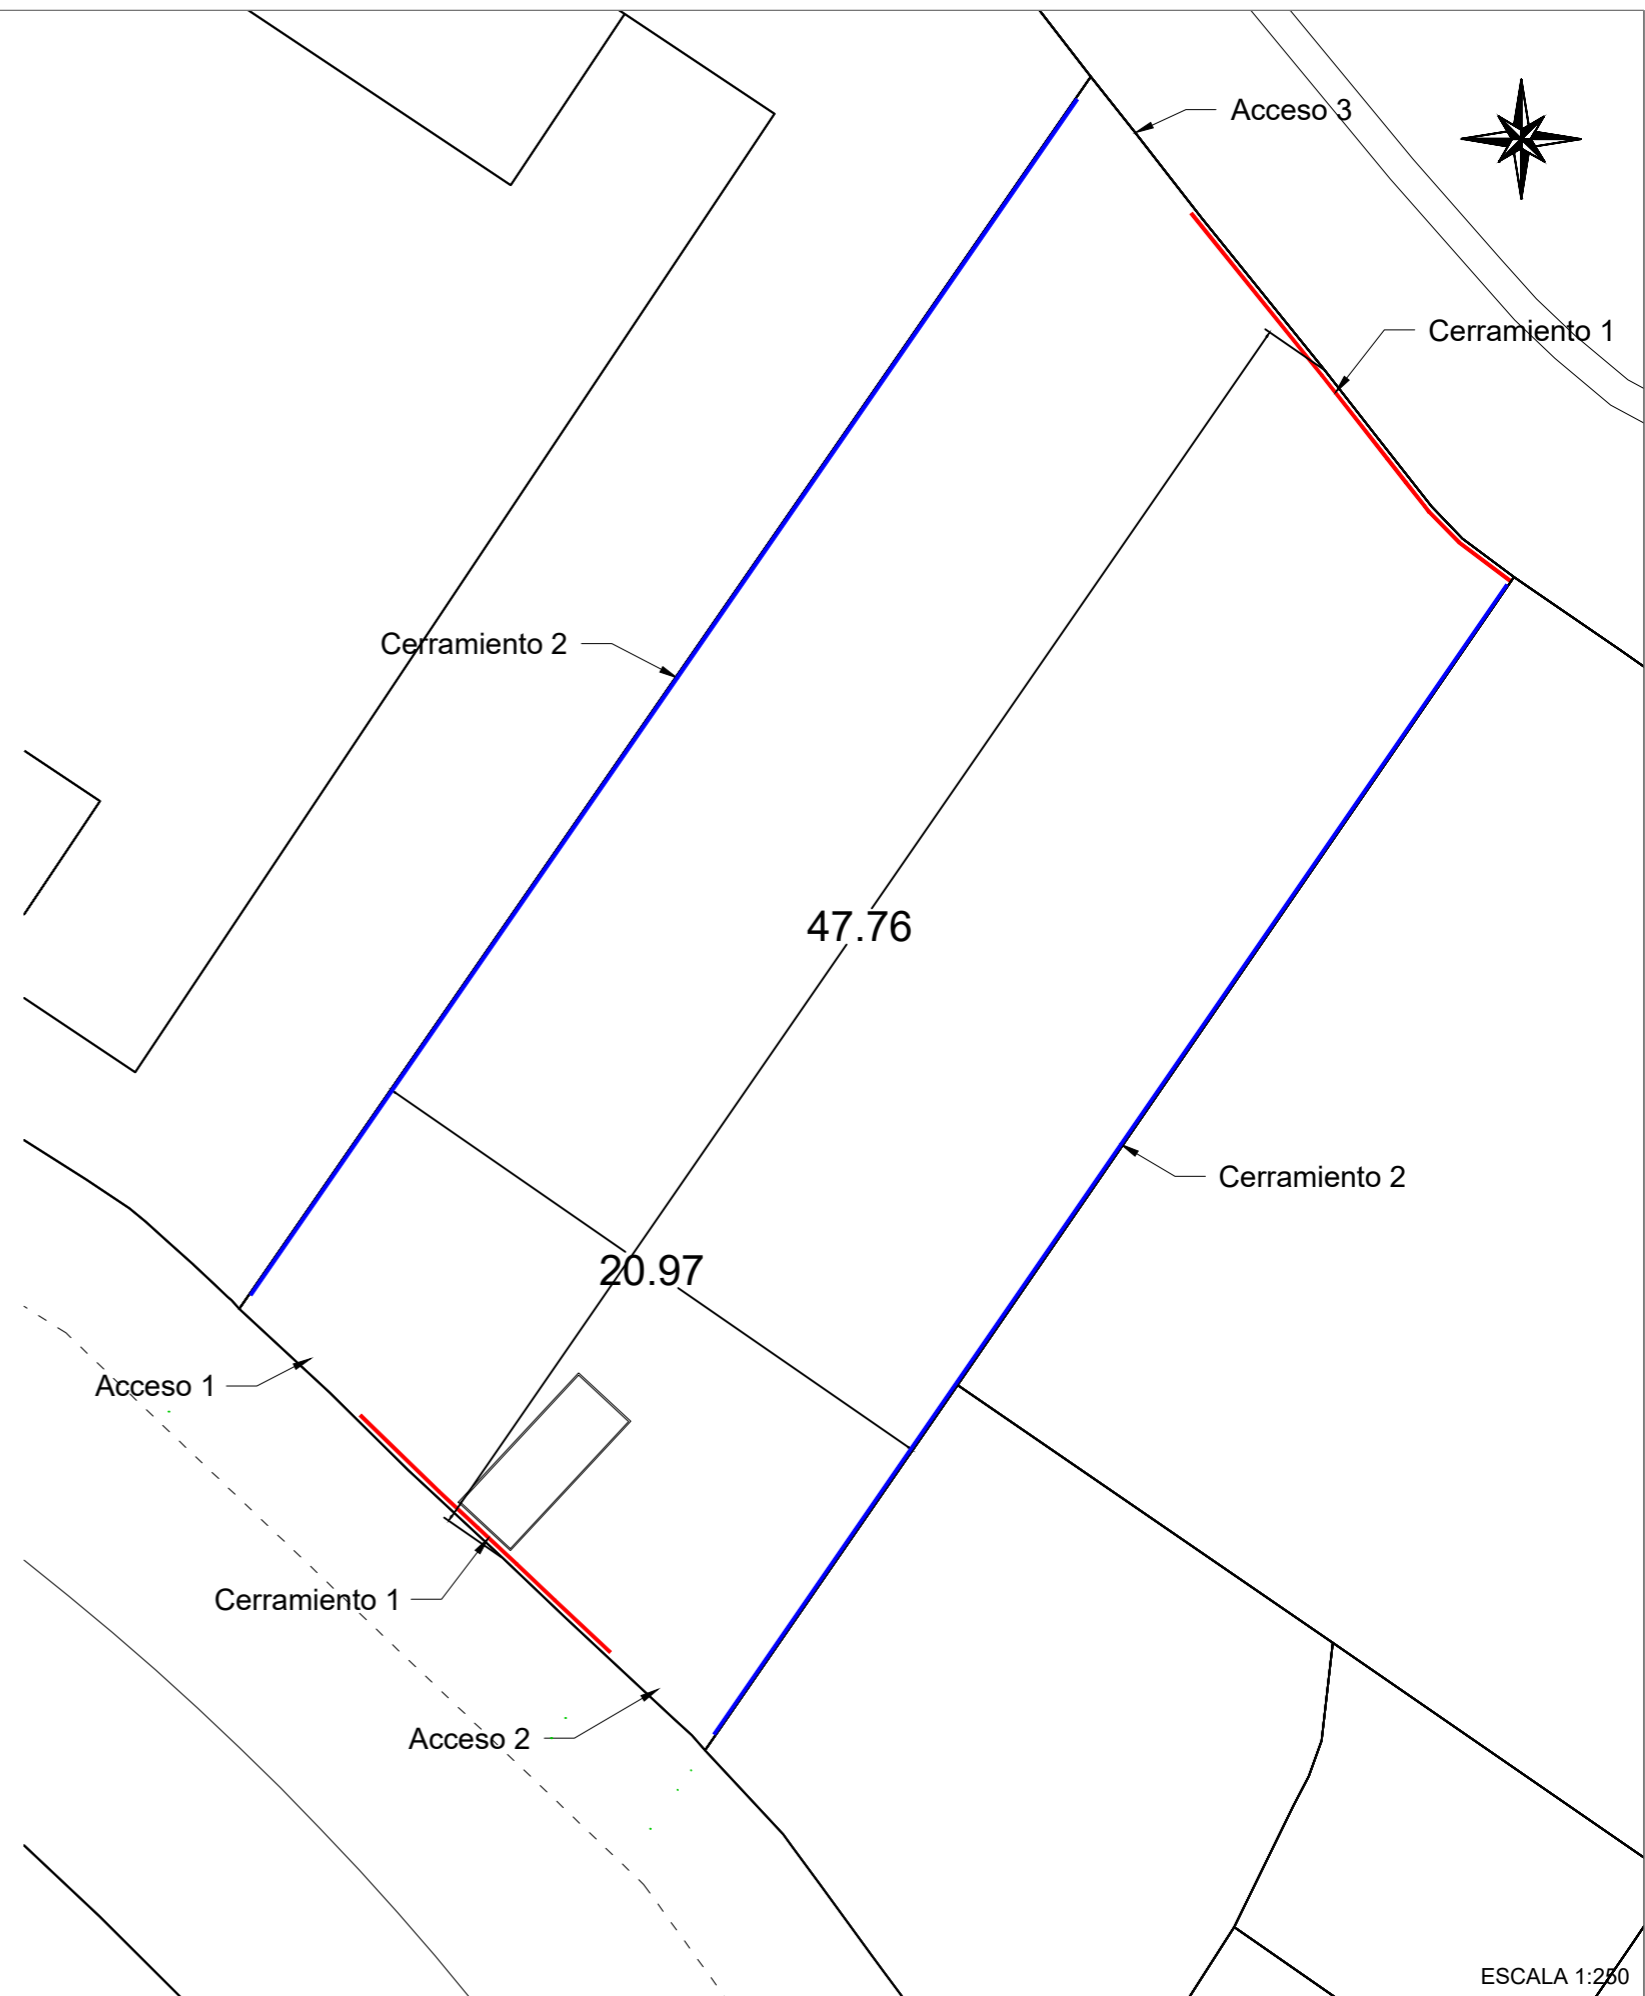 Acceso 3
Cerramiento 1
Cerramiento 2
47.76
Cerramiento 2
20.97
Acceso 1
Cerramiento 1
Acceso 2
ESCALA 1:250